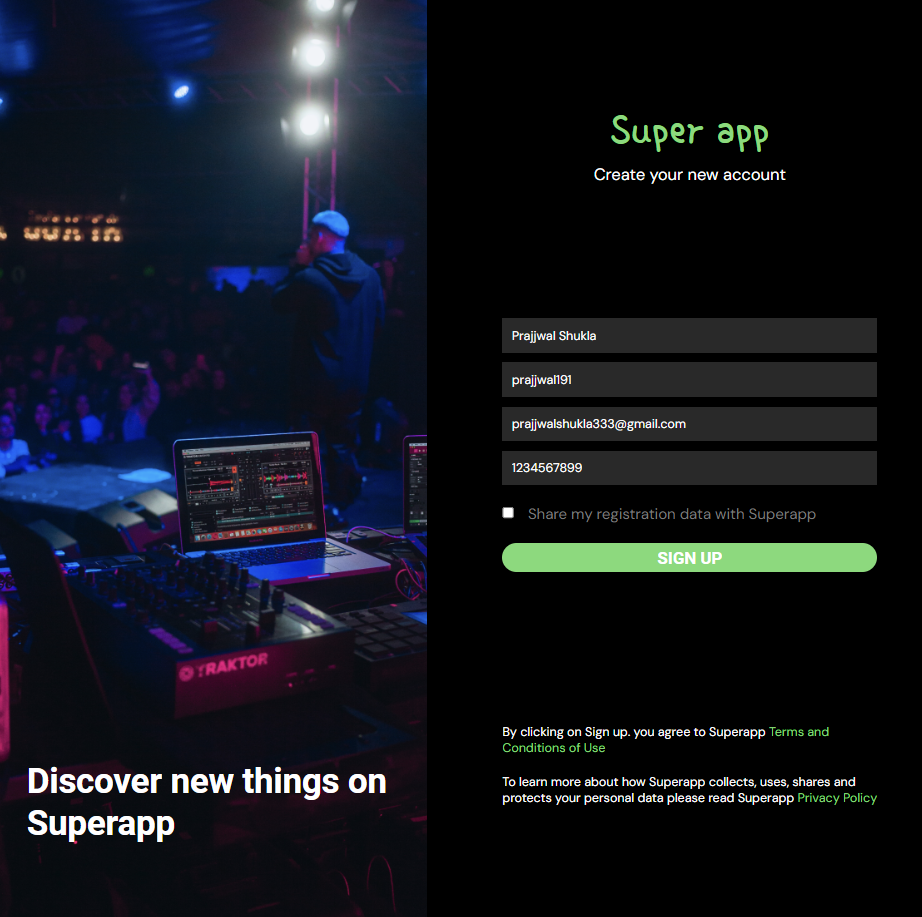 Super app
Create your new account
Prajjwal Shukla
prajjwal191
prajjwalshukla333@gmail.com
1234567899
Share my registration data with Superapp
SIGN UP
By clicking on Sign up. you agree to Superapp Terms and
Conditions of Use
To learn more about how Superapp collects, uses, shares and
protects your personal data please read Superapp Privacy Policy
TRAKTOR
Discover new things on
Superapp